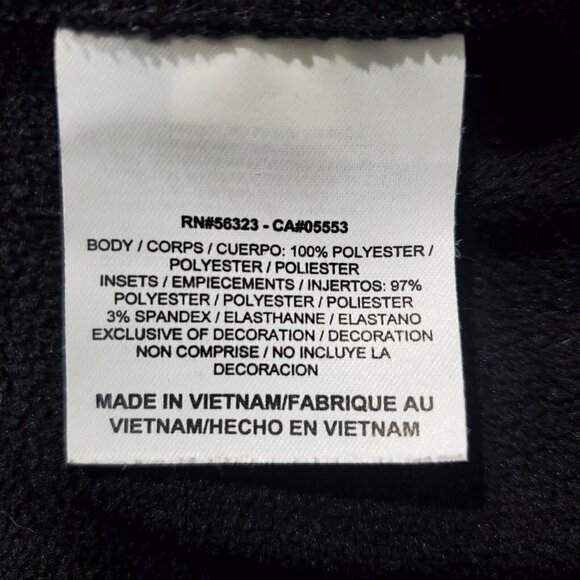 RN#56323 - CA#05553
BODY / CORPS / CUERPO: 100% POLYESTER /
POLYESTER / POLIESTER
INSETS / EMPIECEMENTS / INJERTOS: 97%
POLYESTER / POLYESTER / POLIESTER
3% SPANDEX / ELASTHANNE / ELASTANO
EXCLUSIVE OF DECORATION / DECORATION
NON COMPRISE / NO INCLUYE LA
DECORACION
MADE IN VIETNAM/FABRIQUE AU
VIETNAM/HECHO EN VIETNAM